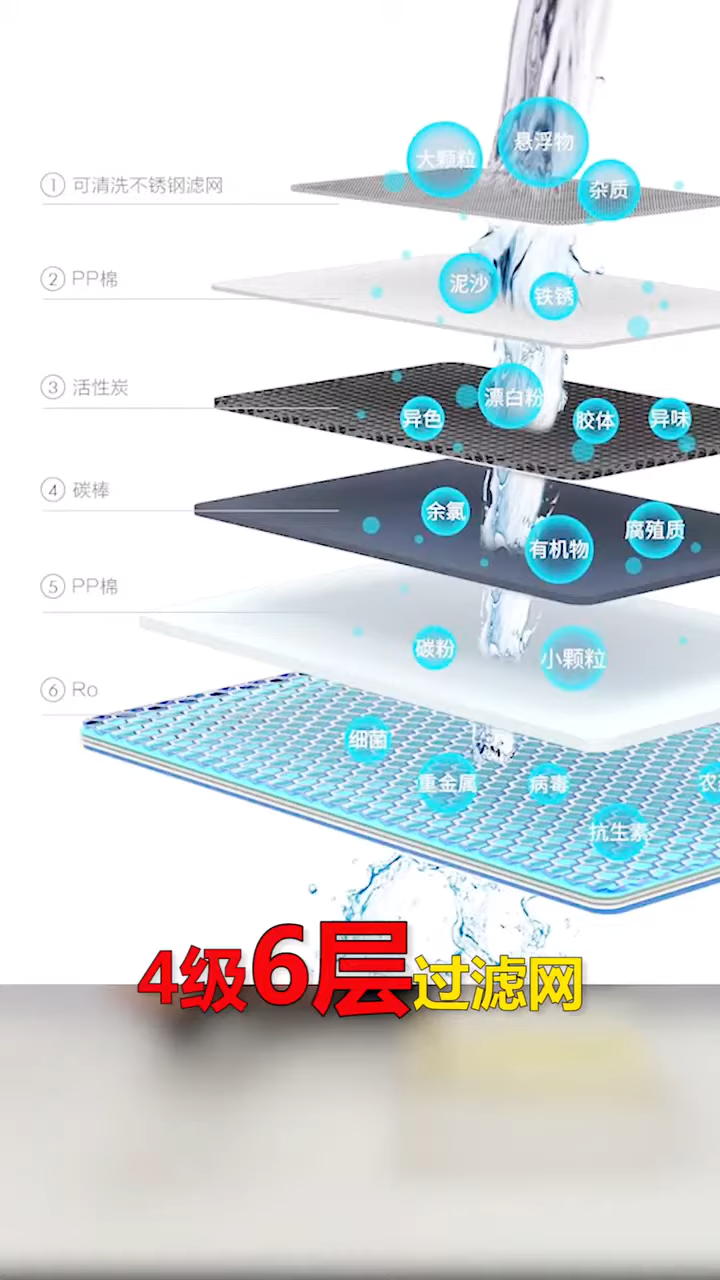 大颗粒
悬浮物
杂质
① 可清洗不锈钢滤网
② PP棉
泥沙
铁锈
③ 活性炭
异色
漂白粉
胶体
异味
④ 碳棒
余氯
有机物
腐殖质
⑤ PP棉
碳粉
小颗粒
⑥ Ro
细菌
重金属
病毒
农
抗生素
4级6层过滤网